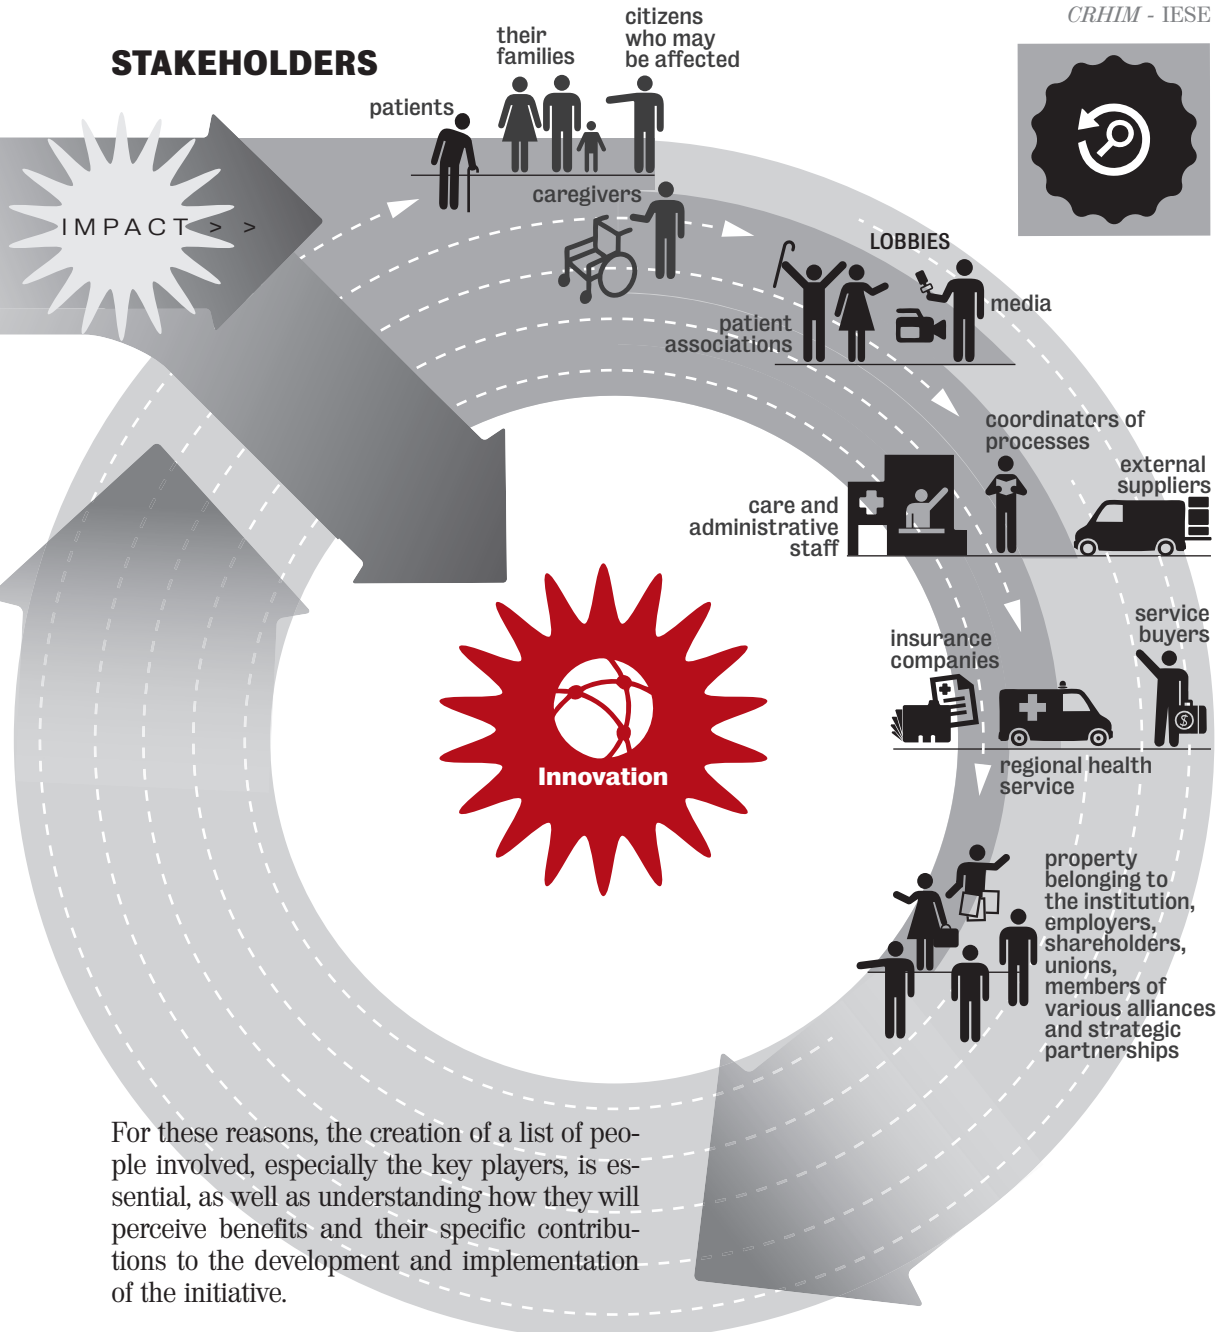 CRHIM - IESE
STAKEHOLDERS
patients
their
families
citizens
who may
be affected
IMPACT > >
caregivers
LOBBIES
media
patient
associations
coordinators of
processes
external
suppliers
care and
administrative
staff
service
buyers
insurance
companies
$
regional health
service
Innovation
property
belonging to
the institution,
employers,
shareholders,
unions,
members of
various alliances
and strategic
partnerships
For these reasons, the creation of a list of peo-
ple involved, especially the key players, is es-
sential, as well as understanding how they will
perceive benefits and their specific contribu-
tions to the development and implementation
of the initiative.